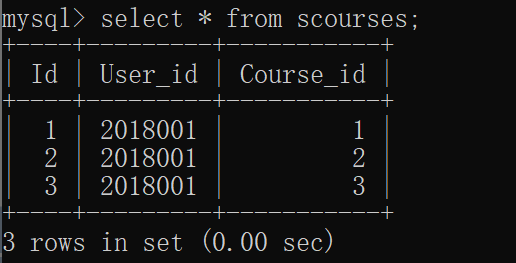 mysql> select * from scourses;
+----+---------+-----------+
| Id | User_id | Course_id |
+----+---------+-----------+
|  1 | 2018001 |         1 |
|  2 | 2018001 |         2 |
|  3 | 2018001 |         3 |
+----+---------+-----------+
3 rows in set (0.00 sec)